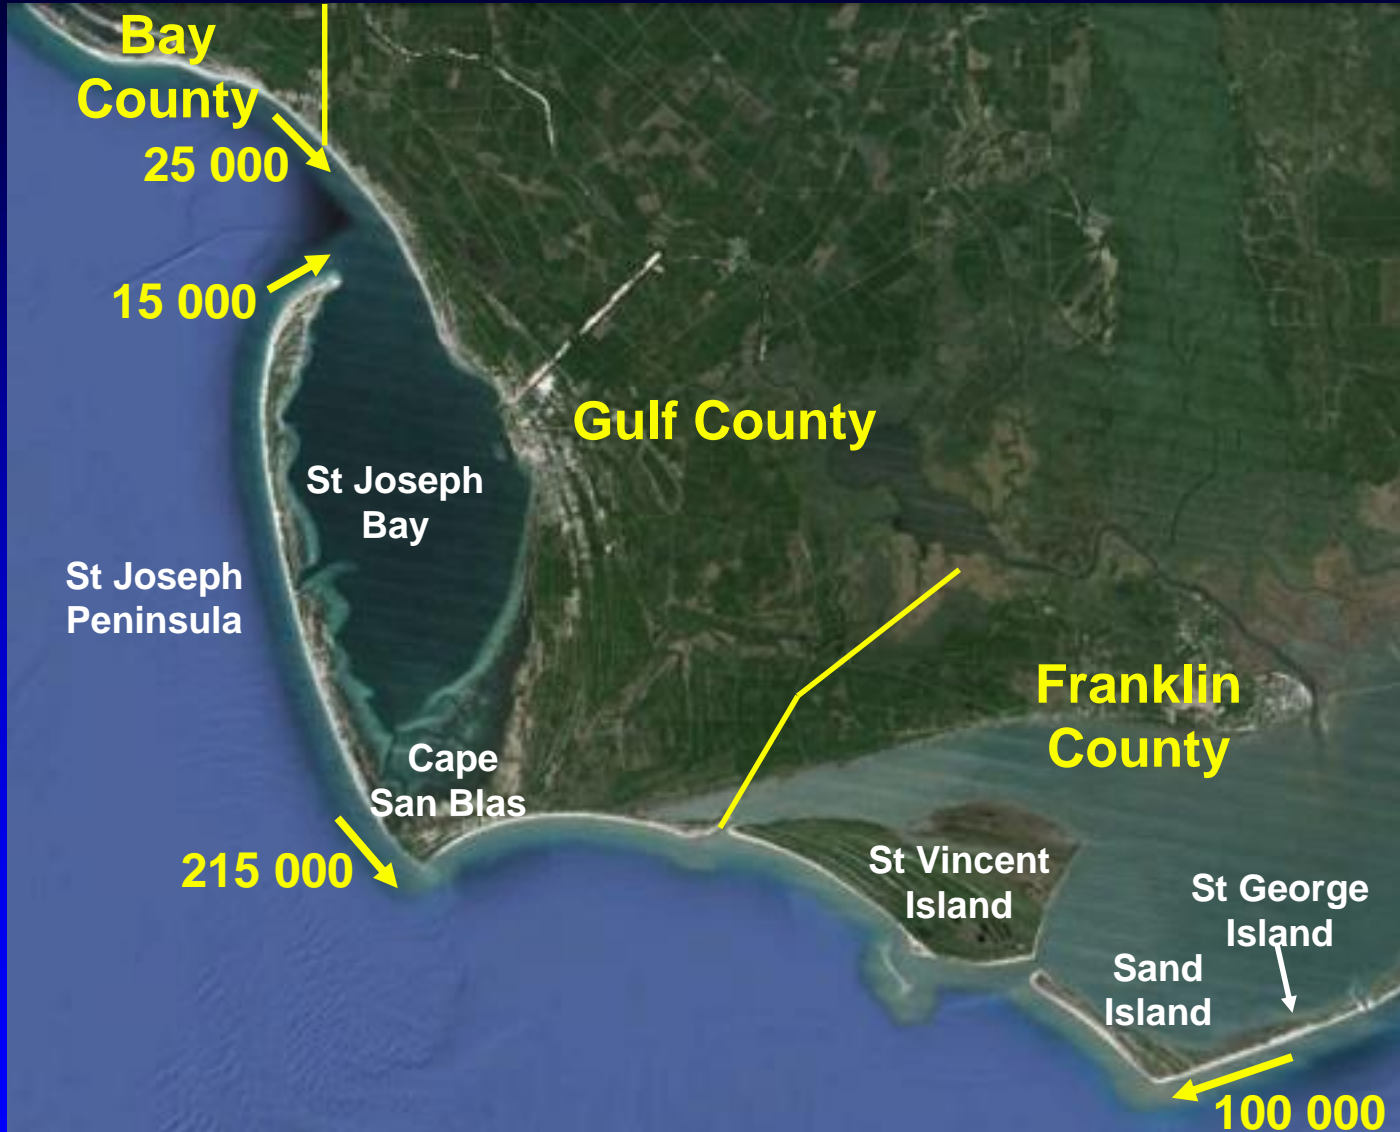 Bay
County
25 000
15 000
Gulf County
St Joseph
Bay
St Joseph
Peninsula
Franklin
County
Cape
San Blas
215 000
St Vincent
Island
St George
Island
Sand
Island
100 000